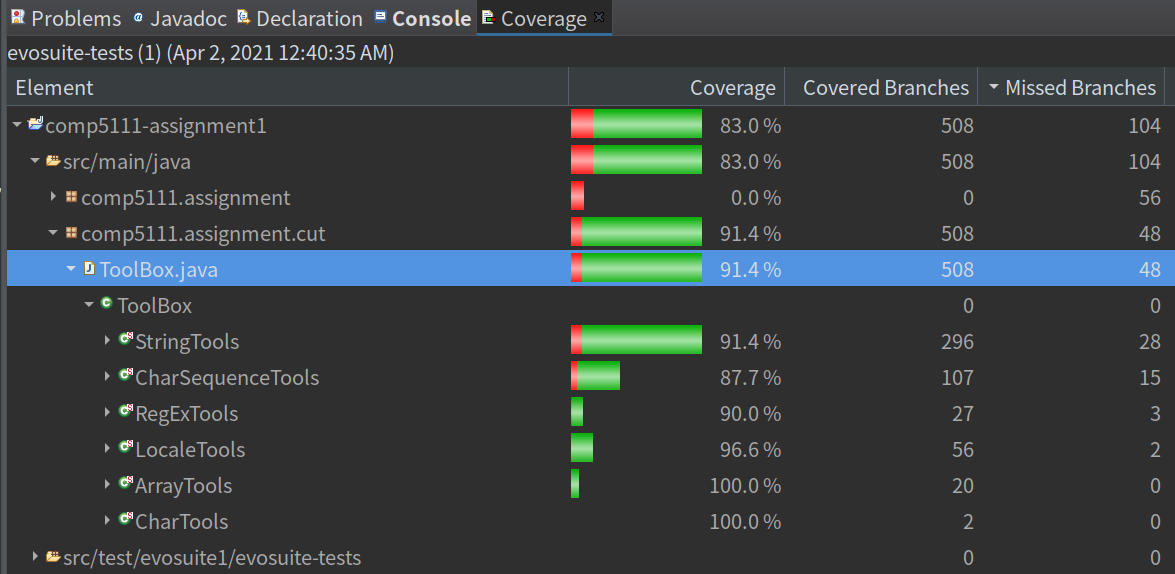 Problems Javadoc Declaration Console Coverage
evosuite-tests (1) (Apr 2, 2021 12:40:35 AM)
Element Coverage Covered Branches Missed Branches
comp5111-assignment1 83.0 % 508 104
src/main/java 83.0 % 508 104
comp5111.assignment 0.0 % 0 56
comp5111.assignment.cut 91.4 % 508 48
ToolBox.java 91.4 % 508 48
ToolBox 0 0
StringTools 91.4 % 296 28
CharSequenceTools 87.7 % 107 15
RegExTools 90.0 % 27 3
LocaleTools 96.6 % 56 2
ArrayTools 100.0 % 20 0
CharTools 100.0 % 2 0
src/test/evosuite1/evosuite-tests 0 0